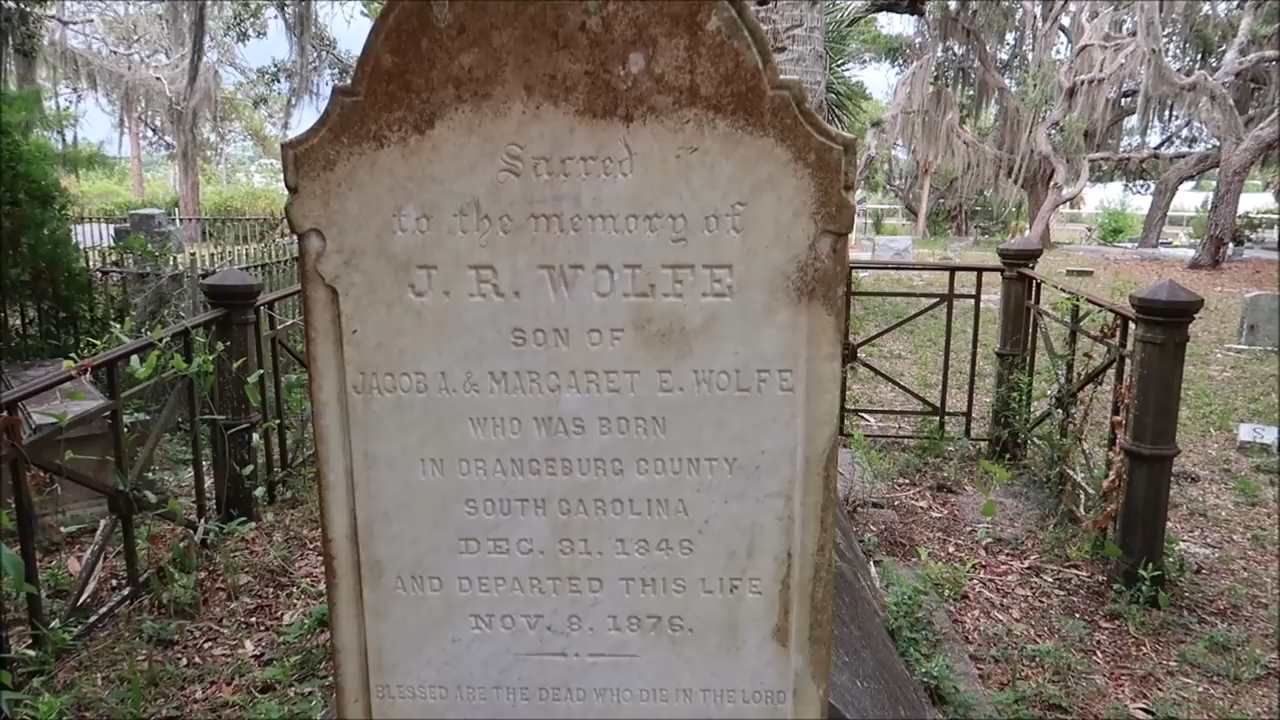 Sacred
to the memory of
J. R. WOLFE
SON OF
JACOB A. & MARGARET E. WOLFE
WHO WAS BORN
IN ORANGEBURG COUNTY
SOUTH CAROLINA
DEC. 31. 1846
AND DEPARTED THIS LIFE
NOV. 8. 1876.
BLESSED ARE THE DEAD WHO DIE IN THE LORD
S